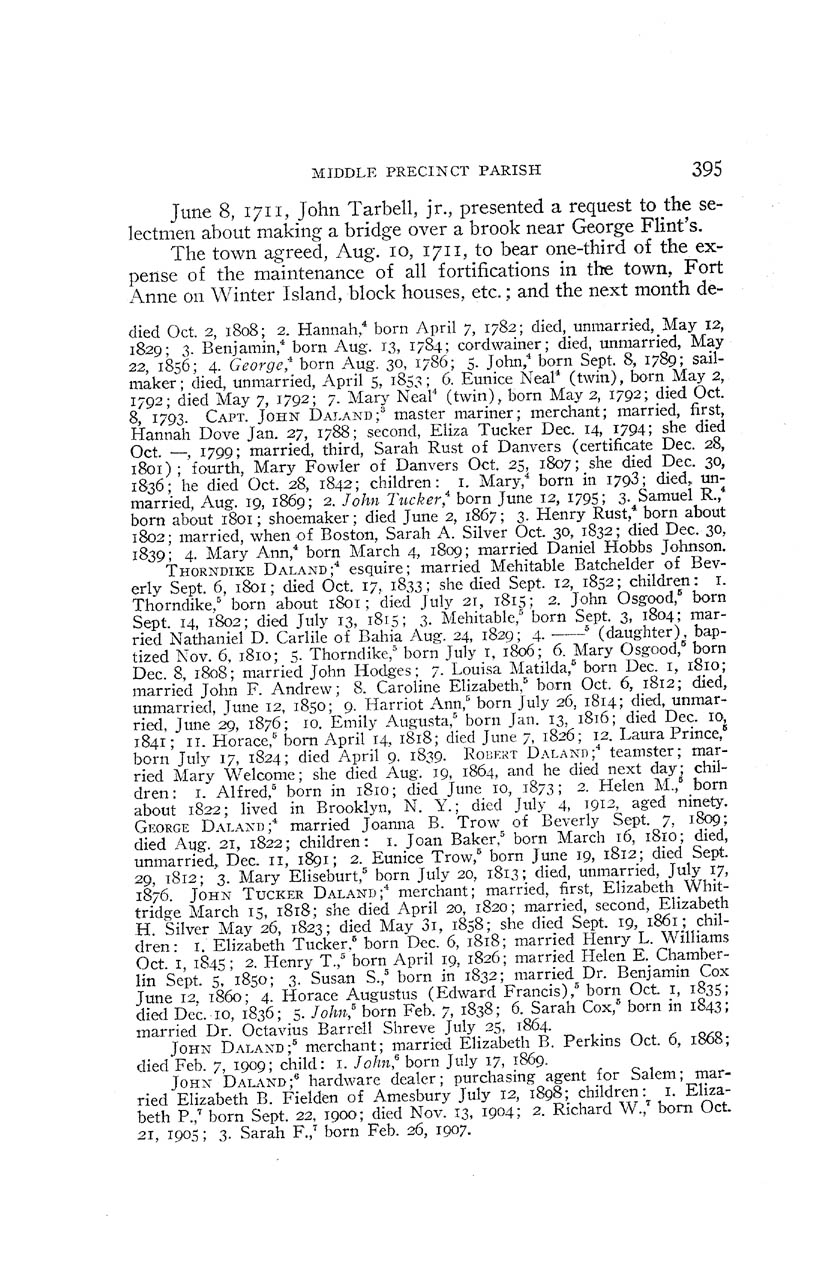 MIDDLE PRECINCT PARISH 395
June 8, 1711, John Tarbell, jr., presented a request to the se-
lectmen about making a bridge over a brook near George Flint's.
The town agreed, Aug. 10, 1711, to bear one-third of the ex-
pense of the maintenance of all fortifications in the town, Fort
Anne on Winter Island, block houses, etc.; and the next month de-
died Oct. 2, 1808; 2. Hannah,⁴ born April 7, 1782; died, unmarried, May 12,
1829; 3. Benjamin,⁴ born Aug. 13, 1784; cordwainer; died, unmarried, May
22, 1856; 4. George,⁴ born Aug. 30, 1786; 5. John,⁴ born Sept. 8, 1789; sail-
maker; died, unmarried, April 5, 1853; 6. Eunice Neal⁴ (twin), born May 2,
1792; died May 7, 1792; 7. Mary Neal⁴ (twin), born May 2, 1792; died Oct.
8, 1793. CAPT. JOHN DALAND;³ master mariner; merchant; married, first,
Hannah Dove Jan. 27, 1788; second, Eliza Tucker Dec. 14, 1794; she died
Oct. —, 1799; married, third, Sarah Rust of Danvers (certificate Dec. 28,
1801); fourth, Mary Fowler of Danvers Oct. 25, 1807; she died Dec. 30,
1836; he died Oct. 28, 1842; children: 1. Mary,⁴ born in 1793; died, un-
married, Aug. 19, 1869; 2. John Tucker,⁴ born June 12, 1795; 3. Samuel R.,⁴
born about 1801; shoemaker; died June 2, 1867; 3. Henry Rust,⁴ born about
1802; married, when of Boston, Sarah A. Silver Oct. 30, 1832; died Dec. 30,
1839; 4. Mary Ann,⁴ born March 4, 1809; married Daniel Hobbs Johnson.
THORNDIKE DALAND;⁴ esquire; married Mehitable Batchelder of Bev-
erly Sept. 6, 1801; died Oct. 17, 1833; she died Sept. 12, 1852; children: 1.
Thorndike,⁵ born about 1801; died July 21, 1815; 2. John Osgood,⁵ born
Sept. 14, 1802; died July 13, 1815; 3. Mehitable,⁵ born Sept. 3, 1804; mar-
ried Nathaniel D. Carlile of Bahia Aug. 24, 1829; 4. ——⁵ (daughter), bap-
tized Nov. 6, 1810; 5. Thorndike,⁵ born July 1, 1806; 6. Mary Osgood,⁵ born
Dec. 8, 1808; married John Hodges; 7. Louisa Matilda,⁵ born Dec. 1, 1810;
married John F. Andrew; 8. Caroline Elizabeth,⁵ born Oct. 6, 1812; died,
unmarried, June 12, 1850; 9. Harriot Ann,⁵ born July 26, 1814; died, unmar-
ried, June 29, 1876; 10. Emily Augusta,⁵ born Jan. 13, 1816; died Dec. 10,
1841; 11. Horace,⁵ born April 14, 1818; died June 7, 1826; 12. Laura Prince,⁵
born July 17, 1824; died April 9. 1839. ROBERT DALAND;⁴ teamster; mar-
ried Mary Welcome; she died Aug. 19, 1864, and he died next day; chil-
dren: 1. Alfred,⁵ born in 1810; died June 10, 1873; 2. Helen M.,⁵ born
about 1822; lived in Brooklyn, N. Y.; died July 4, 1912, aged ninety.
GEORGE DALAND;⁴ married Joanna B. Trow of Beverly Sept. 7, 1809;
died Aug. 21, 1822; children: 1. Joan Baker,⁵ born March 16, 1810; died,
unmarried, Dec. 11, 1891; 2. Eunice Trow,⁵ born June 19, 1812; died Sept.
29, 1812; 3. Mary Eliseburt,⁵ born July 20, 1813; died, unmarried, July 17,
1876. JOHN TUCKER DALAND;⁴ merchant; married, first, Elizabeth Whit-
tridge March 15, 1818; she died April 20, 1820; married, second, Elizabeth
H. Silver May 26, 1823; died May 31, 1858; she died Sept. 19, 1861; chil-
dren: 1. Elizabeth Tucker,⁵ born Dec. 6, 1818; married Henry L. Williams
Oct. 1, 1845; 2. Henry T.,⁵ born April 19, 1826; married Helen E. Chamber-
lin Sept. 5, 1850; 3. Susan S.,⁵ born in 1832; married Dr. Benjamin Cox
June 12, 1860; 4. Horace Augustus (Edward Francis),⁵ born Oct. 1, 1835;
died Dec. 10, 1836; 5. John,⁵ born Feb. 7, 1838; 6. Sarah Cox,⁵ born in 1843;
married Dr. Octavius Barrell Shreve July 25, 1864.
JOHN DALAND;⁵ merchant; married Elizabeth B. Perkins Oct. 6, 1868;
died Feb. 7, 1909; child: 1. John,⁶ born July 17, 1869.
JOHN DALAND;⁶ hardware dealer; purchasing agent for Salem; mar-
ried Elizabeth B. Fielden of Amesbury July 12, 1898; children: 1. Eliza-
beth P.,⁷ born Sept. 22, 1900; died Nov. 13, 1904; 2. Richard W.,⁷ born Oct.
21, 1905; 3. Sarah F.,⁷ born Feb. 26, 1907.